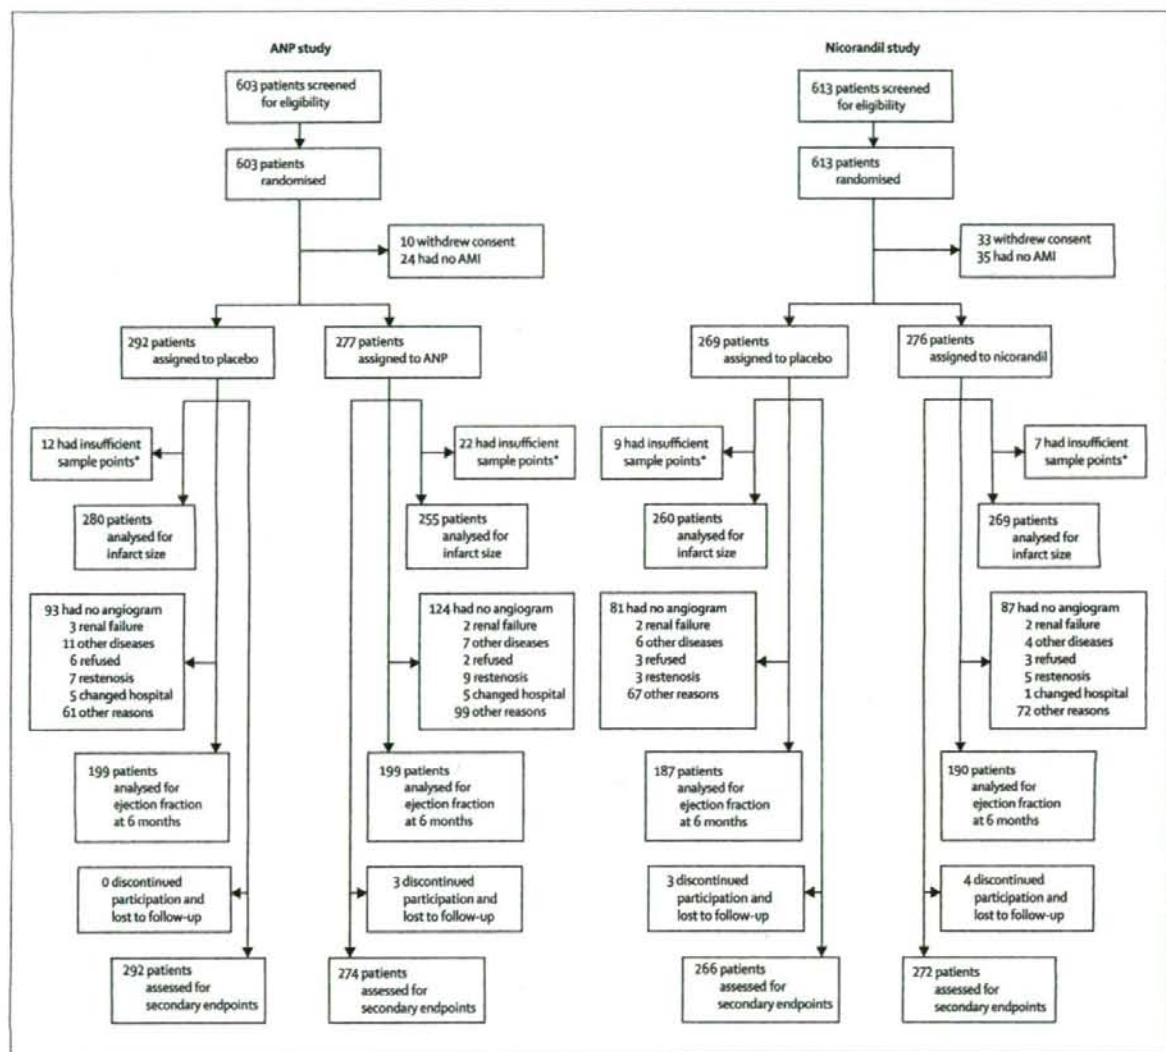 ANP study
603 patients screened
for eligibility
603 patients
randomised
10 withdrew consent
24 had no AMI
292 patients
assigned to placebo
277 patients
assigned to ANP
12 had insufficient
sample points*
22 had insufficient
sample points*
280 patients
analysed for
infarct size
255 patients
analysed for
infarct size
93 had no angiogram
3 renal failure
11 other diseases
6 refused
7 restenosis
5 changed hospital
61 other reasons
124 had no angiogram
2 renal failure
7 other diseases
2 refused
9 restenosis
5 changed hospital
99 other reasons
199 patients
analysed for
ejection fraction
at 6 months
199 patients
analysed for
ejection fraction
at 6 months
0 discontinued
participation and
lost to follow-up
3 discontinued
participation and
lost to follow-up
292 patients
assessed for
secondary endpoints
274 patients
assessed for
secondary endpoints
Nicorandil study
613 patients screened
for eligibility
613 patients
randomised
33 withdrew consent
35 had no AMI
269 patients
assigned to placebo
276 patients
assigned to nicorandil
9 had insufficient
sample points*
7 had insufficient
sample points*
260 patients
analysed for
infarct size
269 patients
analysed for
infarct size
81 had no angiogram
2 renal failure
6 other diseases
3 refused
3 restenosis
67 other reasons
87 had no angiogram
2 renal failure
4 other diseases
3 refused
5 restenosis
1 changed hospital
72 other reasons
187 patients
analysed for
ejection fraction
at 6 months
190 patients
analysed for
ejection fraction
at 6 months
3 discontinued
participation and
lost to follow-up
4 discontinued
participation and
lost to follow-up
266 patients
assessed for
secondary endpoints
272 patients
assessed for
secondary endpoints